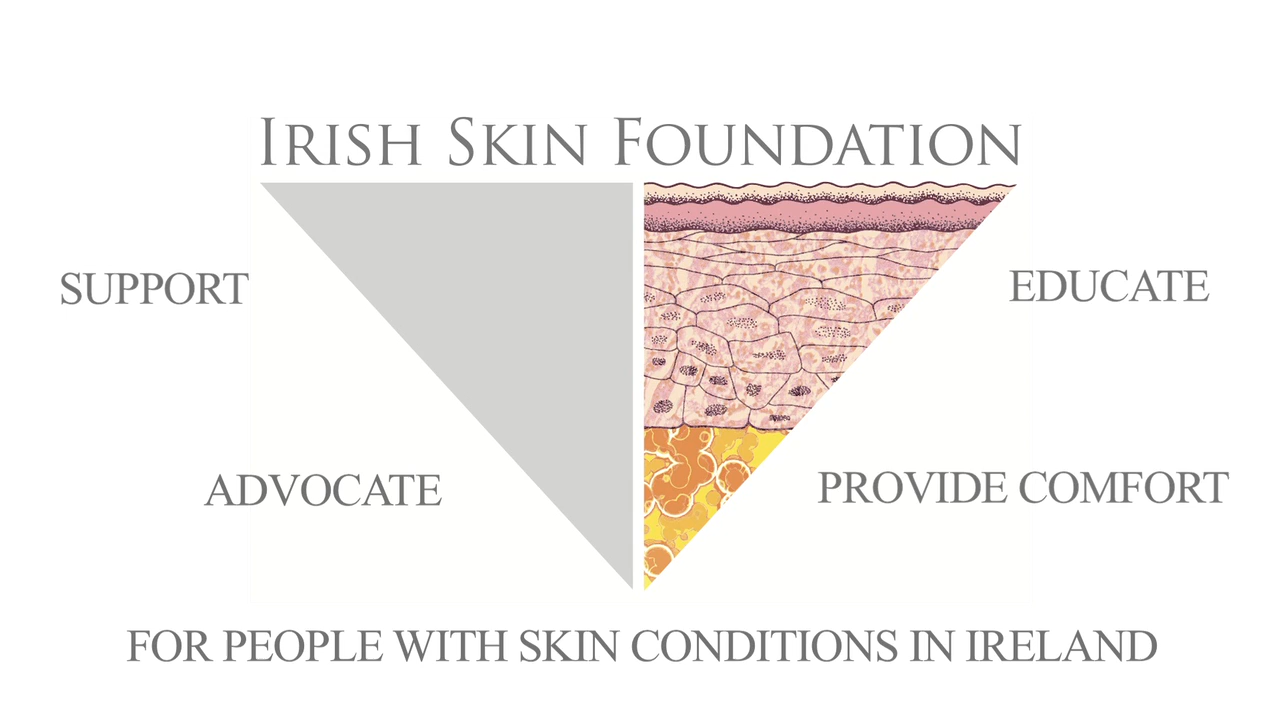 IRISH SKIN FOUNDATION
SUPPORT
EDUCATE
ADVOCATE
PROVIDE COMFORT
FOR PEOPLE WITH SKIN CONDITIONS IN IRELAND